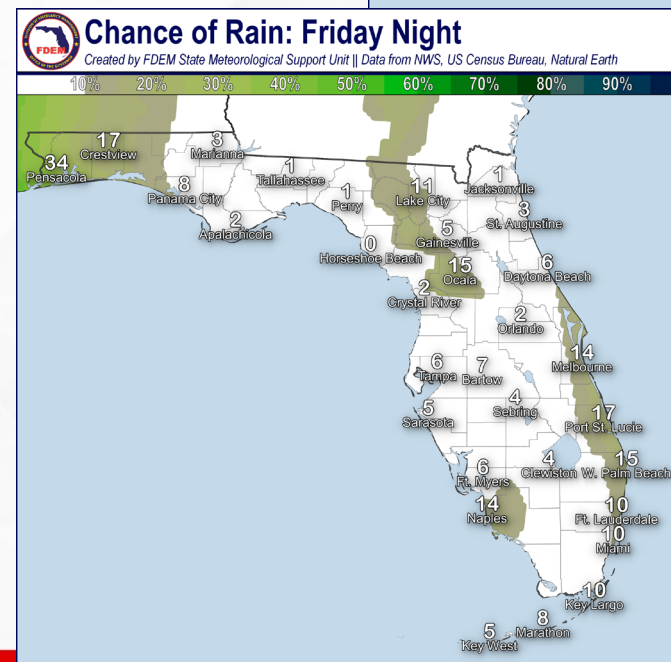 FDEM
Chance of Rain: Friday Night
Created by FDEM State Meteorological Support Unit || Data from NWS, US Census Bureau, Natural Earth
10% 20% 30% 40% 50% 60% 70% 80% 90%
17
Crestview
3
Marianna
34
Pensacola
1
Tallahassee
1
Jacksonville
8
Panama City
1
Perry
11
Lake City
3
St. Augustine
2
Apalachicola
5
Gainesville
0
Horseshoe Beach
15
Ocala
6
Daytona Beach
2
Crystal River
2
Orlando
14
Melbourne
6
Tampa
7
Bartow
4
Sebring
5
Sarasota
17
Port St. Lucie
6
Ft. Myers
4
Clewiston
15
W. Palm Beach
14
Naples
10
Ft. Lauderdale
10
Miami
10
Key Largo
8
Marathon
5
Key West